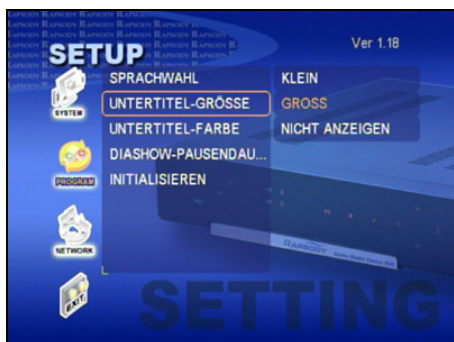 SETUP
Ver 1.18
SPRACHWAHL
KLEIN
UNTERTITEL-GRÖSSE
GROSS
UNTERTITEL-FARBE
NICHT ANZEIGEN
DIASHOW-PAUSENDAU...
INITIALISIEREN
SYSTEM
PROGRAM
NETWORK
EXIT
RAPSODY
SETTING